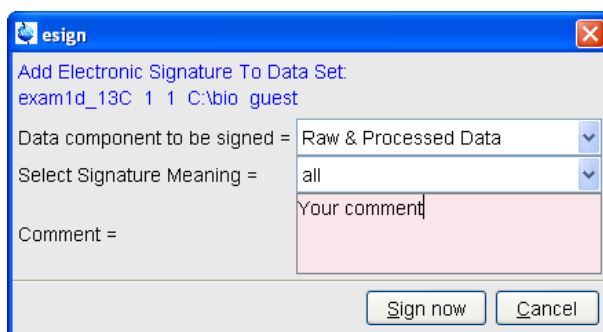 esign
Add Electronic Signature To Data Set:
exam1d_13C 1 1 C:\bio guest
Data component to be signed = Raw & Processed Data
Select Signature Meaning = all
Comment = Your comment
Sign now Cancel